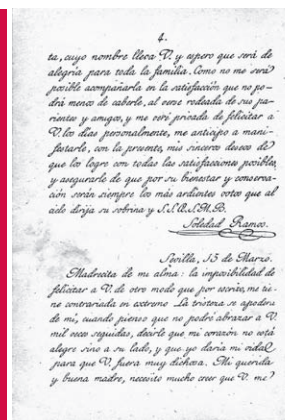 4.
ta, cuyo nombre lleva V. y espero que será de
alegria para toda la familia. Como no me será
posible acompañarla en la satisfacción que no po-
drá menos de caberle, al verse rodeada de sus pa-
rientes y amigos, y me veré privada de felicitar á
V. los dias personalmente, me anticipo a mani-
festarle, con la presente, mis sinceros deseos de
que los logre con todas las satisfacciones posibles,
y asegurarle de que por su bienestar y conserva-
ción serán siempre los más ardientes votos que al
cielo dirija su sobrina y S.S.Q.S.M.B.
Soledad Ramos.
Sevilla, 15 de Marzo.
Madrecita de mi alma: la imposibilidad de
felicitar á V. de otro modo que por escrito, me tie-
ne contrariada en extremo. La tristeza se apodera
de mi, cuando pienso que no podré abrazar a V.
mil veces seguidas, decirle que mi corazón no está
alegre sino a su lado, y que yo daria mi vida
para que V. fuera muy dichosa. ¡Mi querida
y buena madre, necesito mucho creer que V. me